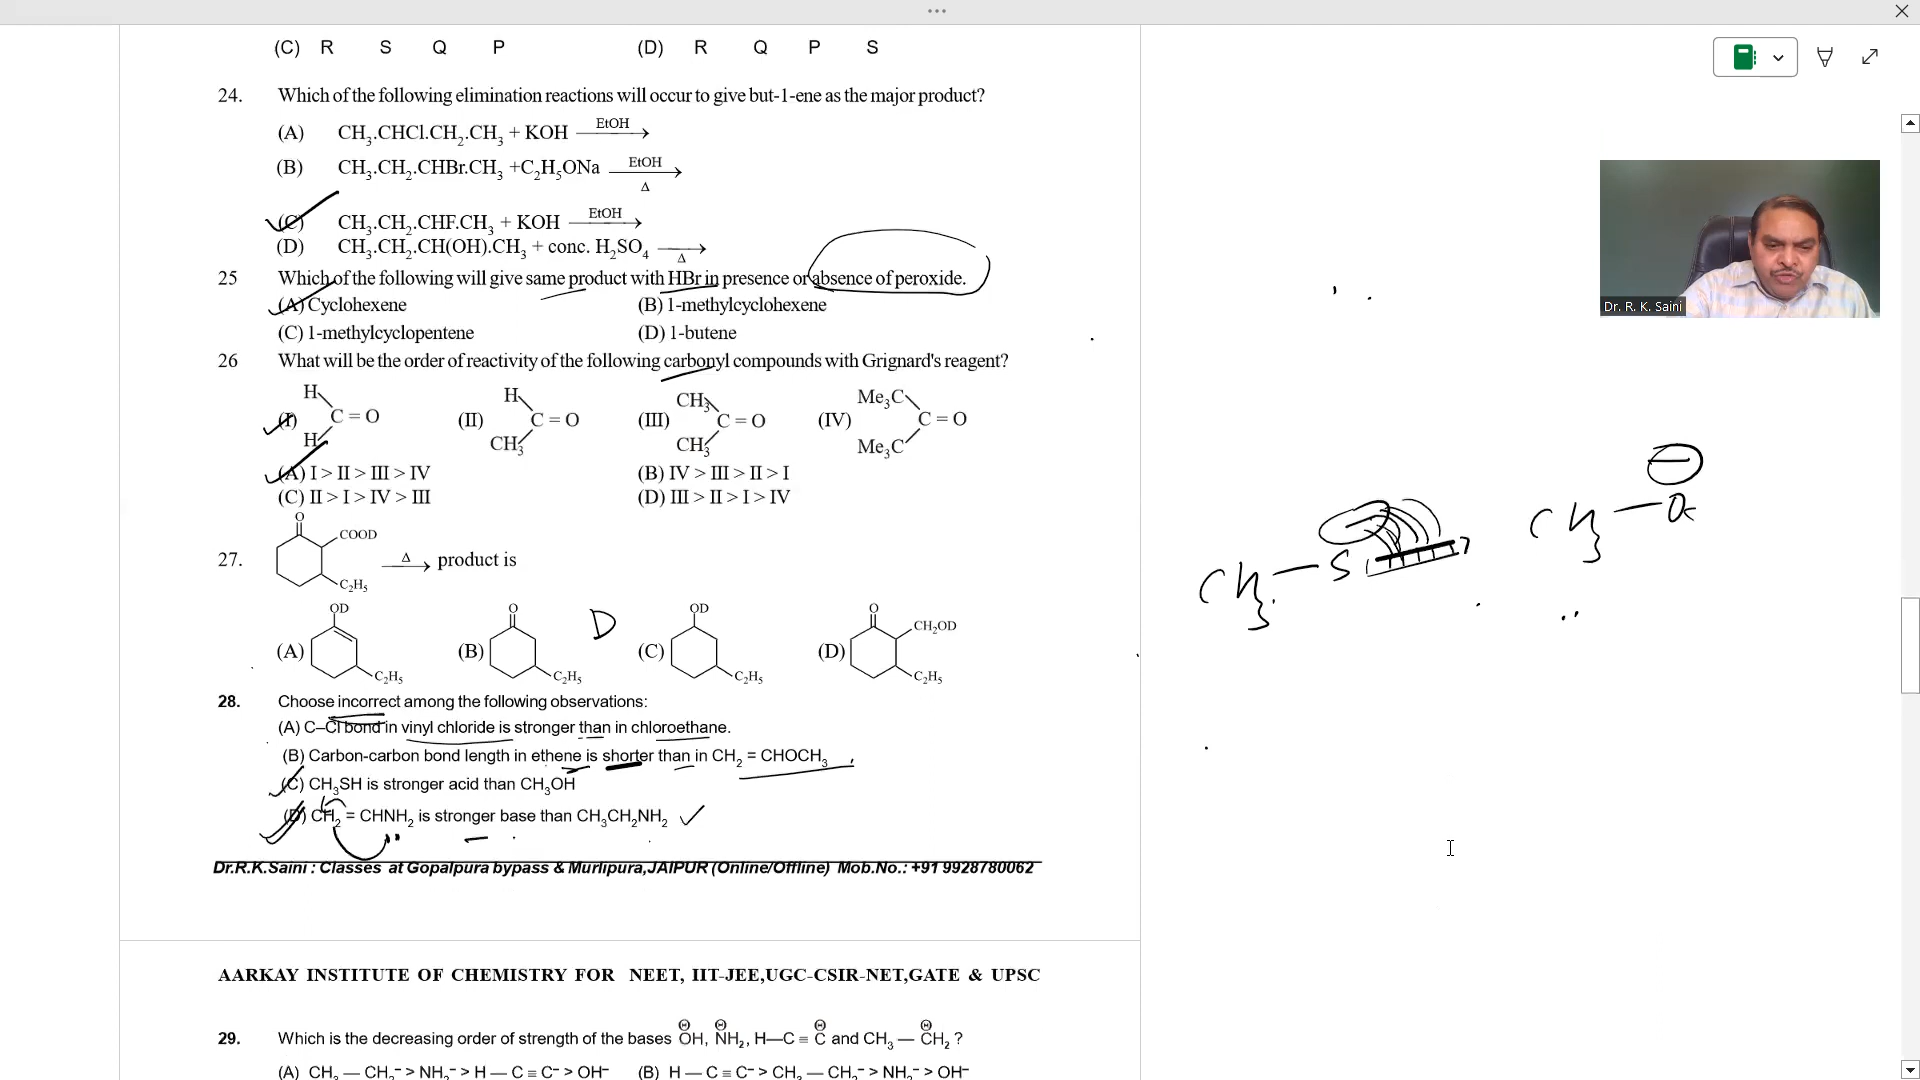 (C) R S Q P (D) R Q P S
24. Which of the following elimination reactions will occur to give but-1-ene as the major product?
(A) CH₃.CHCl.CH₂.CH₃ + KOH EtOH →
(B) CH₃.CH₂.CHBr.CH₃ +C₂H₅ONa EtOH → Δ
(C) CH₃.CH₂.CHF.CH₃ + KOH EtOH →
(D) CH₃.CH₂.CH(OH).CH₃ + conc. H₂SO₄ → Δ
25 Which of the following will give same product with HBr in presence or absence of peroxide.
(A) Cyclohexene (B) 1-methylcyclohexene
(C) 1-methylcyclopentene (D) 1-butene
26 What will be the order of reactivity of the following carbonyl compounds with Grignard's reagent?
H H CH₃ Me₃C
(I) C = O (II) C = O (III) C = O (IV) C = O
H CH₃ CH₃ Me₃C
(A) I > II > III > IV (B) IV > III > II > I
(C) II > I > IV > III (D) III > II > I > IV
O COOD
27. Δ → product is
C₂H₅
OD O D OD O CH₂OD
(A) (B) (C) (D)
C₂H₅ C₂H₅ C₂H₅ C₂H₅
28. Choose incorrect among the following observations:
(A) C–Cl bond in vinyl chloride is stronger than in chloroethane.
(B) Carbon-carbon bond length in ethene is shorter than in CH₂ = CHOCH₃
(C) CH₃SH is stronger acid than CH₃OH
(D) CH₂ = CHNH₂ is stronger base than CH₃CH₂NH₂
Dr.R.K.Saini : Classes at Gopalpura bypass & Murlipura,JAIPUR (Online/Offline) Mob.No.: +91 9928780062
AARKAY INSTITUTE OF CHEMISTRY FOR NEET, IIT-JEE,UGC-CSIR-NET,GATE & UPSC
29. Which is the decreasing order of strength of the bases ⊖OH, ⊖NH₂, H—C ≡ ⊖C and CH₃ — ⊖CH₂ ?
(A) CH₃ — CH₂⁻ > NH₂⁻ > H — C ≡ C⁻ > OH⁻ (B) H — C ≡ C⁻ > CH₃ — CH₂⁻ > NH₂⁻ > OH⁻
Dr. R. K. Saini
CH₃ — S
CH₃ — O